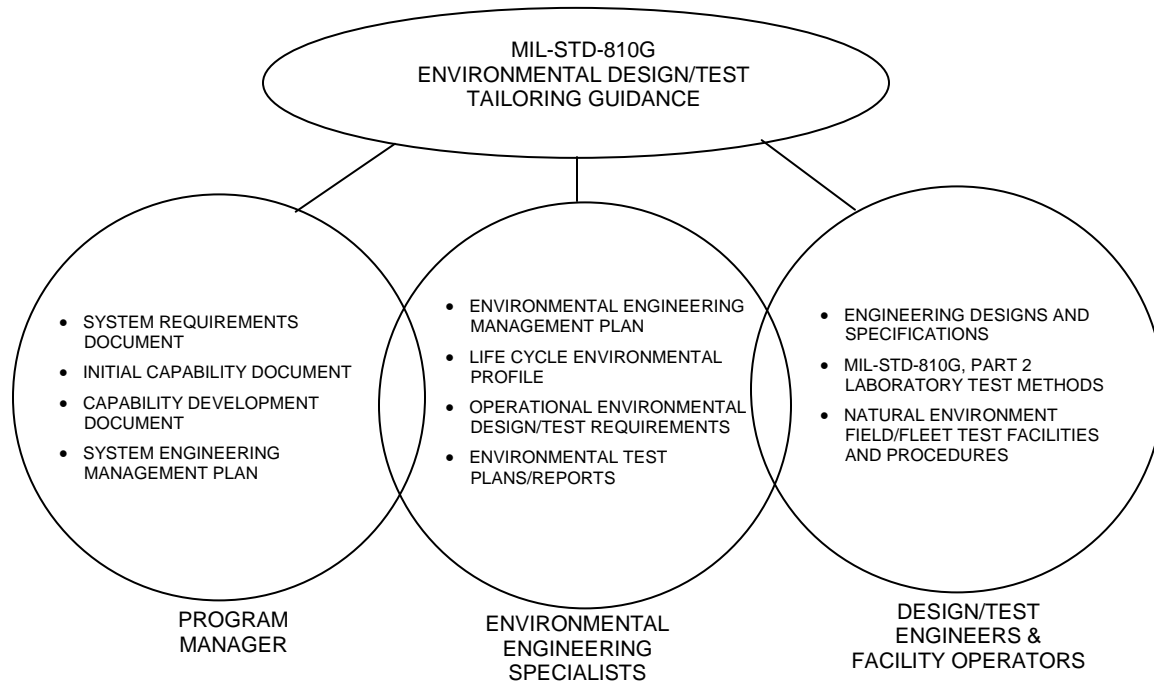 MIL-STD-810G
ENVIRONMENTAL DESIGN/TEST
TAILORING GUIDANCE
• SYSTEM REQUIREMENTS
DOCUMENT
• INITIAL CAPABILITY DOCUMENT
• CAPABILITY DEVELOPMENT
DOCUMENT
• SYSTEM ENGINEERING
MANAGEMENT PLAN
• ENVIRONMENTAL ENGINEERING
MANAGEMENT PLAN
• LIFE CYCLE ENVIRONMENTAL
PROFILE
• OPERATIONAL ENVIRONMENTAL
DESIGN/TEST REQUIREMENTS
• ENVIRONMENTAL TEST
PLANS/REPORTS
• ENGINEERING DESIGNS AND
SPECIFICATIONS
• MIL-STD-810G, PART 2
LABORATORY TEST METHODS
• NATURAL ENVIRONMENT
FIELD/FLEET TEST FACILITIES
AND PROCEDURES
PROGRAM
MANAGER
ENVIRONMENTAL
ENGINEERING
SPECIALISTS
DESIGN/TEST
ENGINEERS &
FACILITY OPERATORS